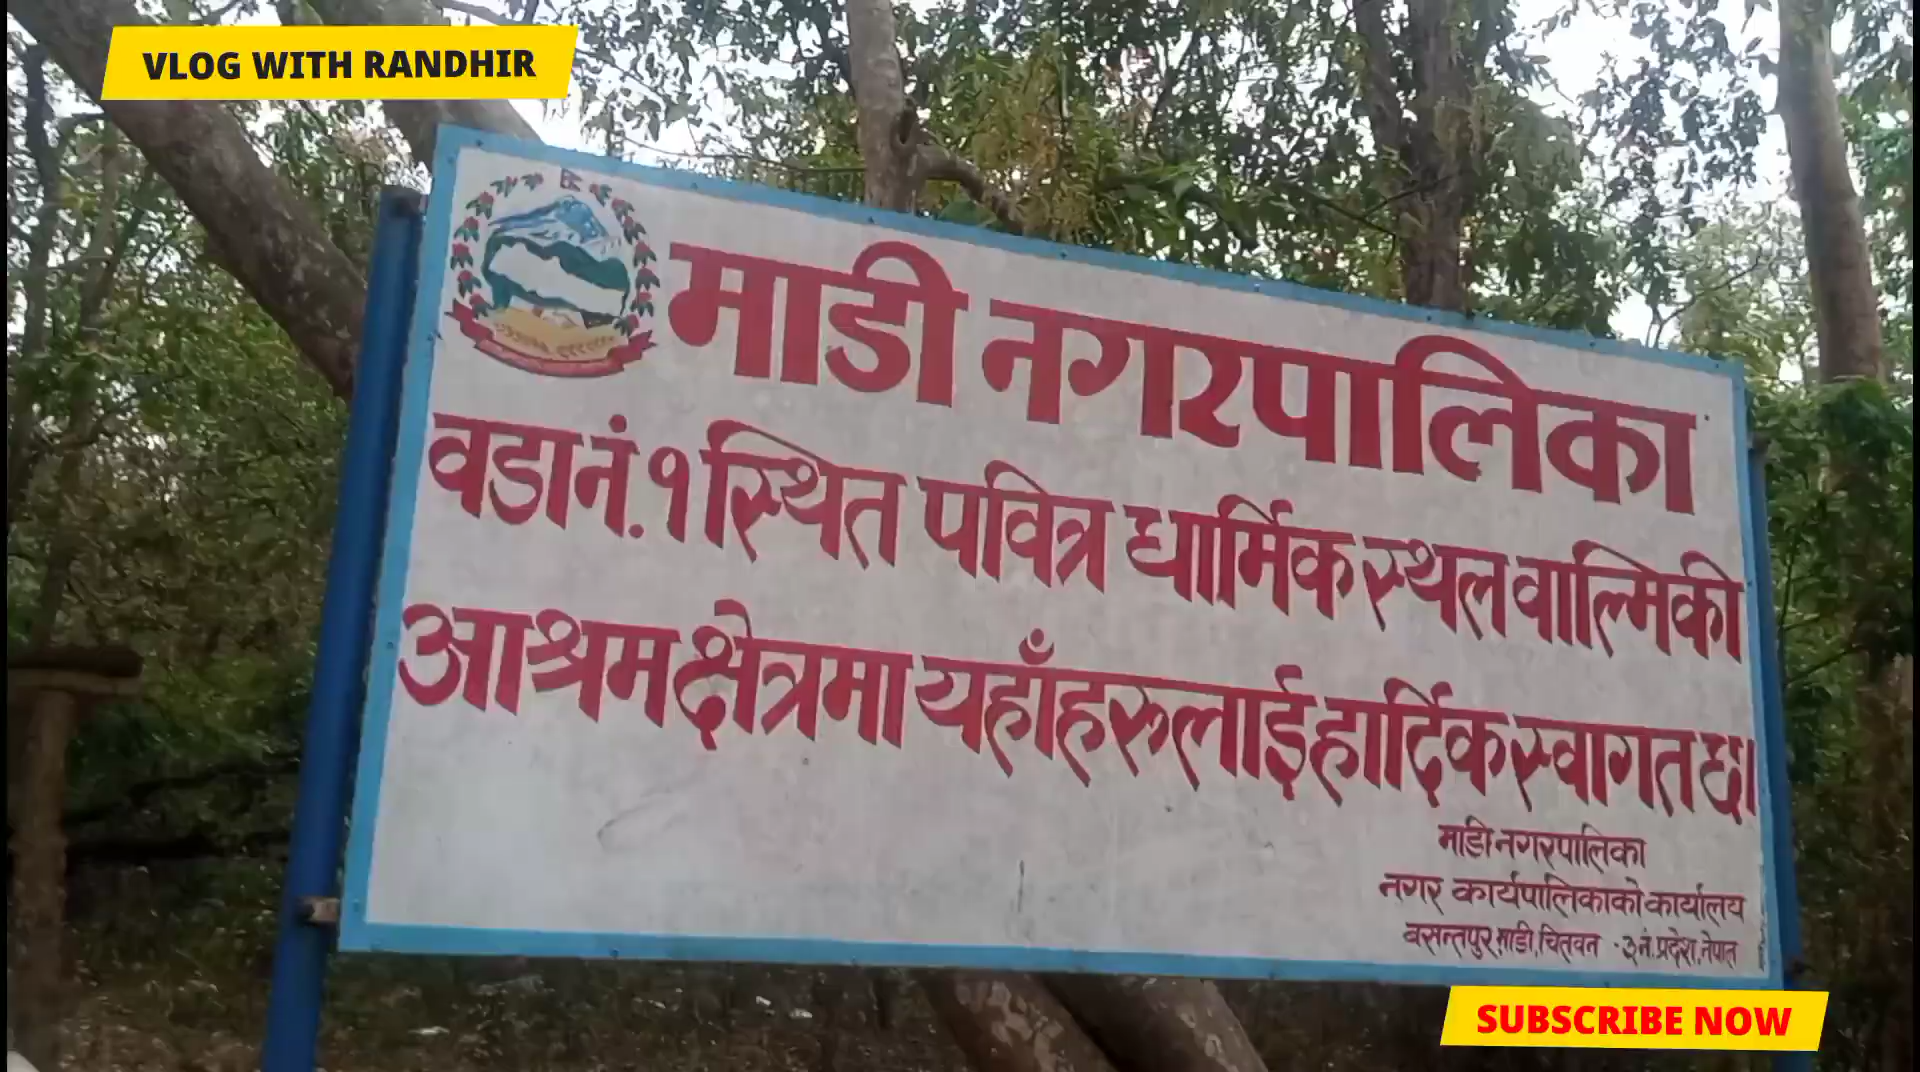 VLOG WITH RANDHIR
माडी नगरपालिका
वडा नं. १ स्थित पवित्र धार्मिक स्थल वाल्मिकी
आश्रम क्षेत्रमा यहाँहरुलाई हार्दिक स्वागत छ।
माडी नगरपालिका
नगर कार्यपालिकाको कार्यालय
बसन्तपुर, माडी, चितवन ३ नं. प्रदेश, नेपाल
SUBSCRIBE NOW